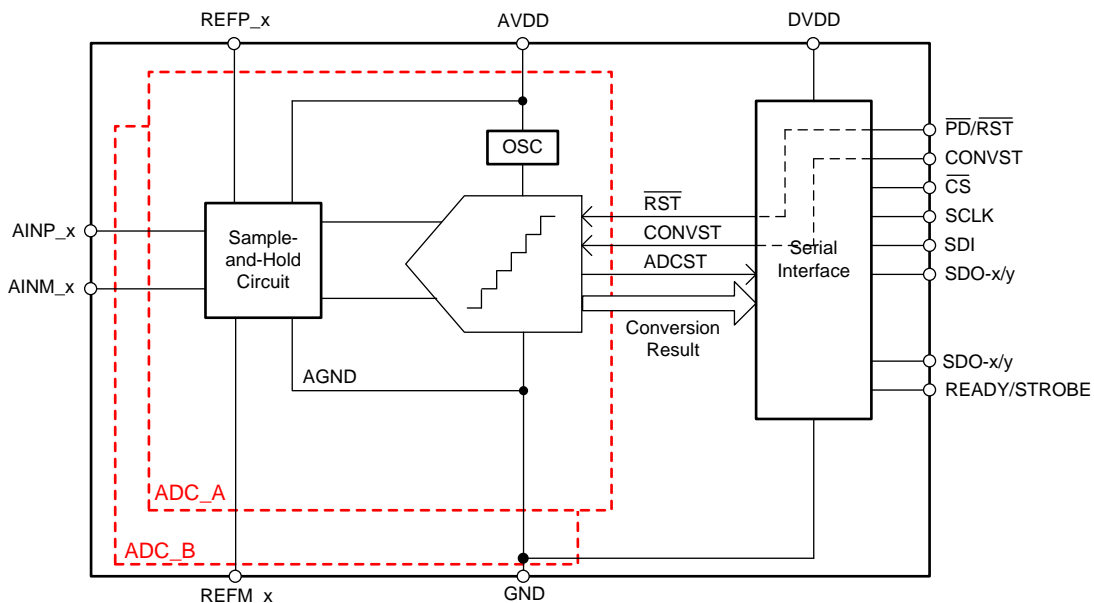 REFP_x
AVDD
DVDD
PD/RST
OSC
CONVST
CS
RST
SCLK
AINP_x
Sample-
and-Hold
Circuit
CONVST
Serial
Interface
SDI
ADCST
SDO-x/y
AINM_x
Conversion
Result
SDO-x/y
AGND
READY/STROBE
ADC_A
ADC_B
REFM_x
GND